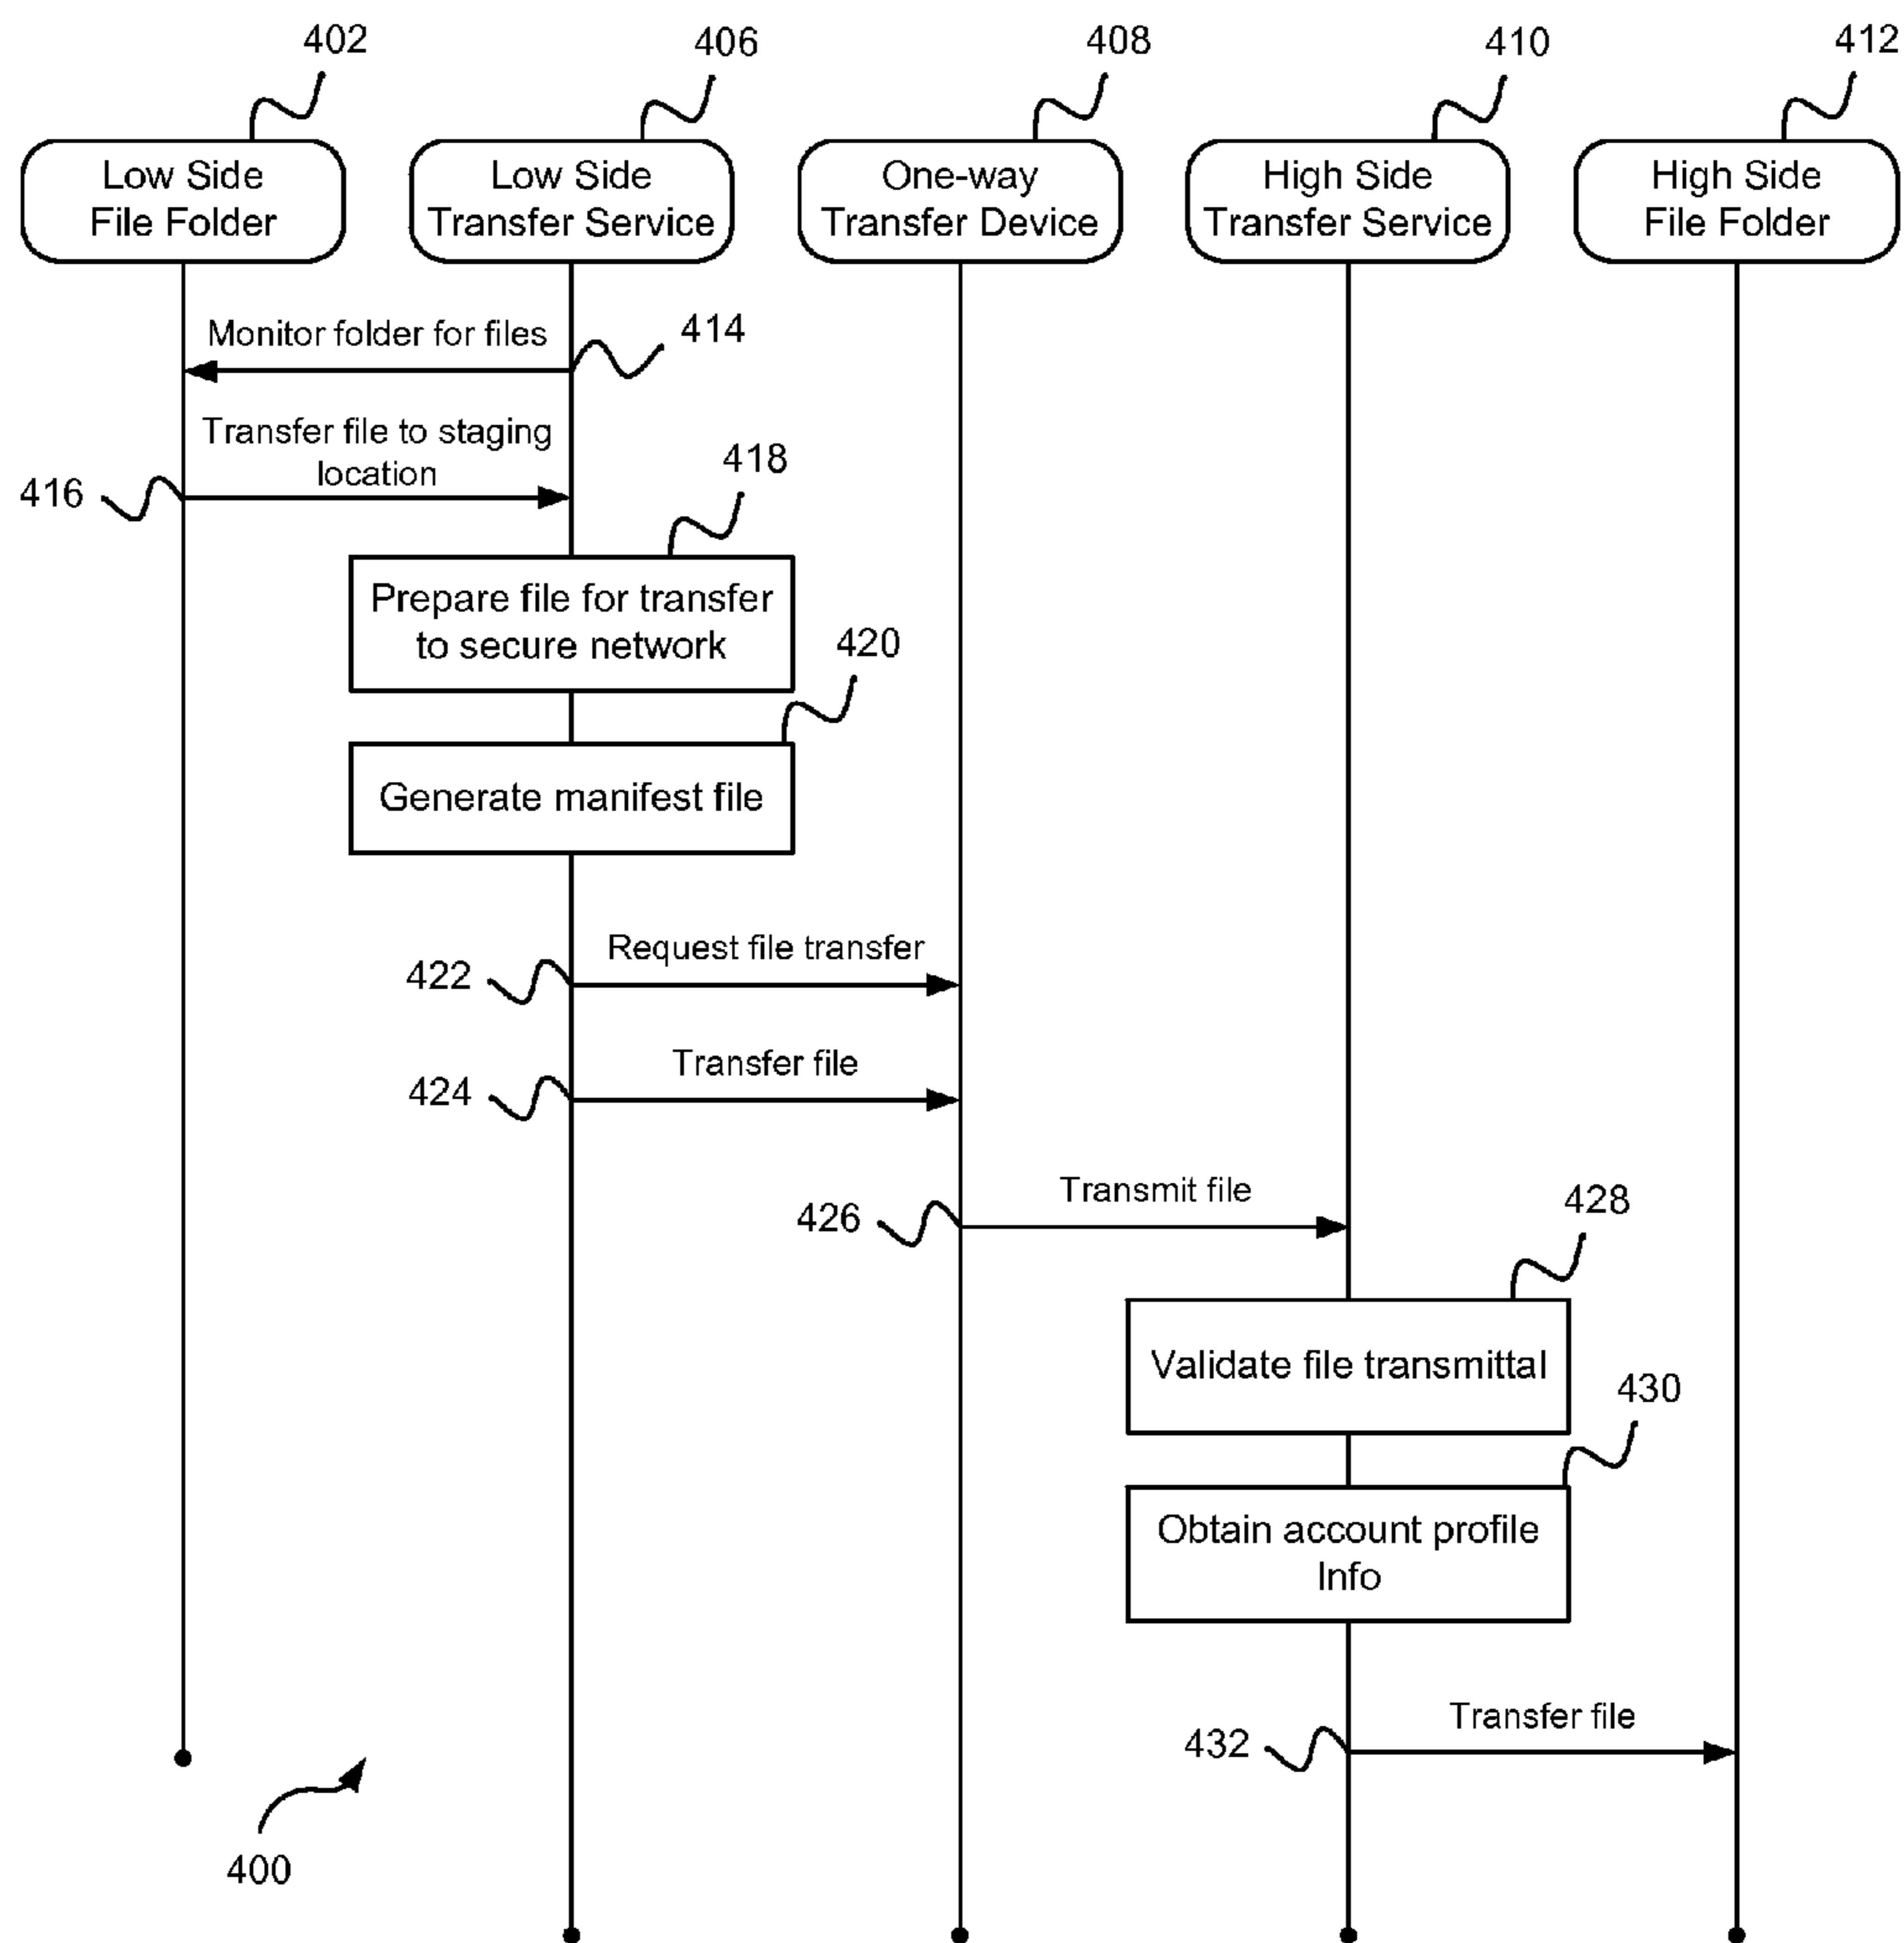 402
406
408
410
412
Low Side
File Folder
Low Side
Transfer Service
One-way
Transfer Device
High Side
Transfer Service
High Side
File Folder
Monitor folder for files
414
Transfer file to staging
location
416
418
Prepare file for transfer
to secure network
420
Generate manifest file
Request file transfer
422
Transfer file
424
Transmit file
426
428
Validate file transmittal
430
Obtain account profile
Info
Transfer file
432
400